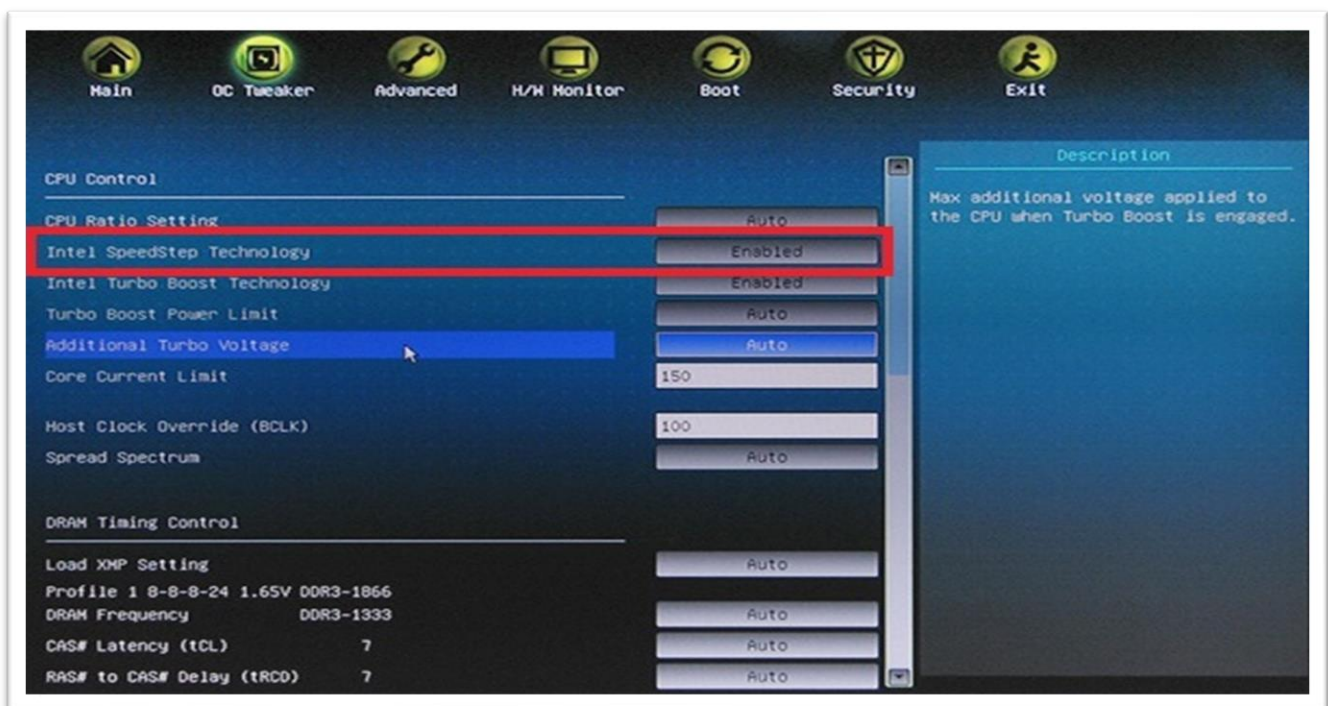 Main OC Tweaker Advanced H/W Monitor Boot Security Exit
CPU Control
CPU Ratio Setting Auto
Intel SpeedStep Technology Enabled
Intel Turbo Boost Technology Enabled
Turbo Boost Power Limit Auto
Additional Turbo Voltage Auto
Core Current Limit 150
Host Clock Override (BCLK) 100
Spread Spectrum Auto
DRAM Timing Control
Load XMP Setting Auto
Profile 1 8-8-8-24 1.65V DDR3-1866
DRAM Frequency DDR3-1333 Auto
CAS# Latency (tCL) 7 Auto
RAS# to CAS# Delay (tRCD) 7 Auto
Description
Max additional voltage applied to
the CPU when Turbo Boost is engaged.